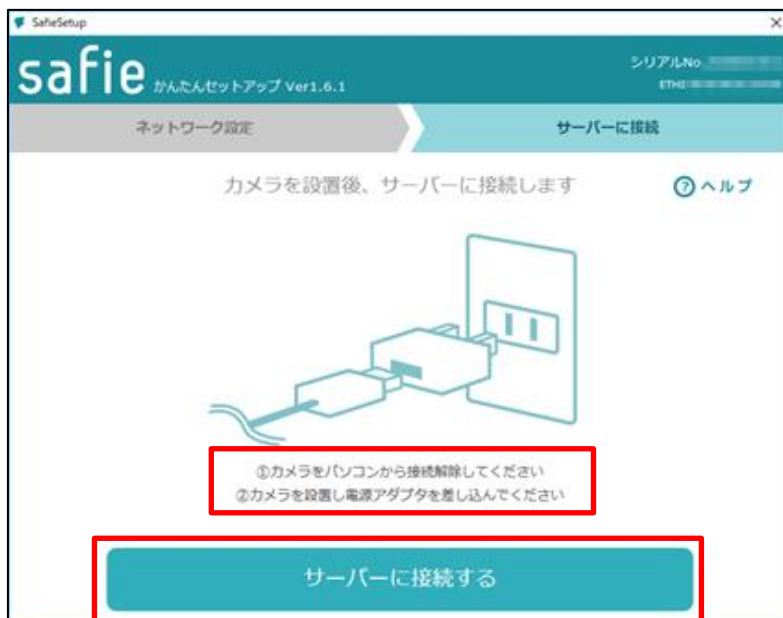 SafieSetup
safie かんたんセットアップ Ver1.6.1
シリアルNo
ネットワーク設定
サーバーに接続
カメラを設置後、サーバーに接続します
ヘルプ
①カメラをパソコンから接続解除してください
②カメラを設置し電源アダプタを差し込んでください
サーバーに接続する